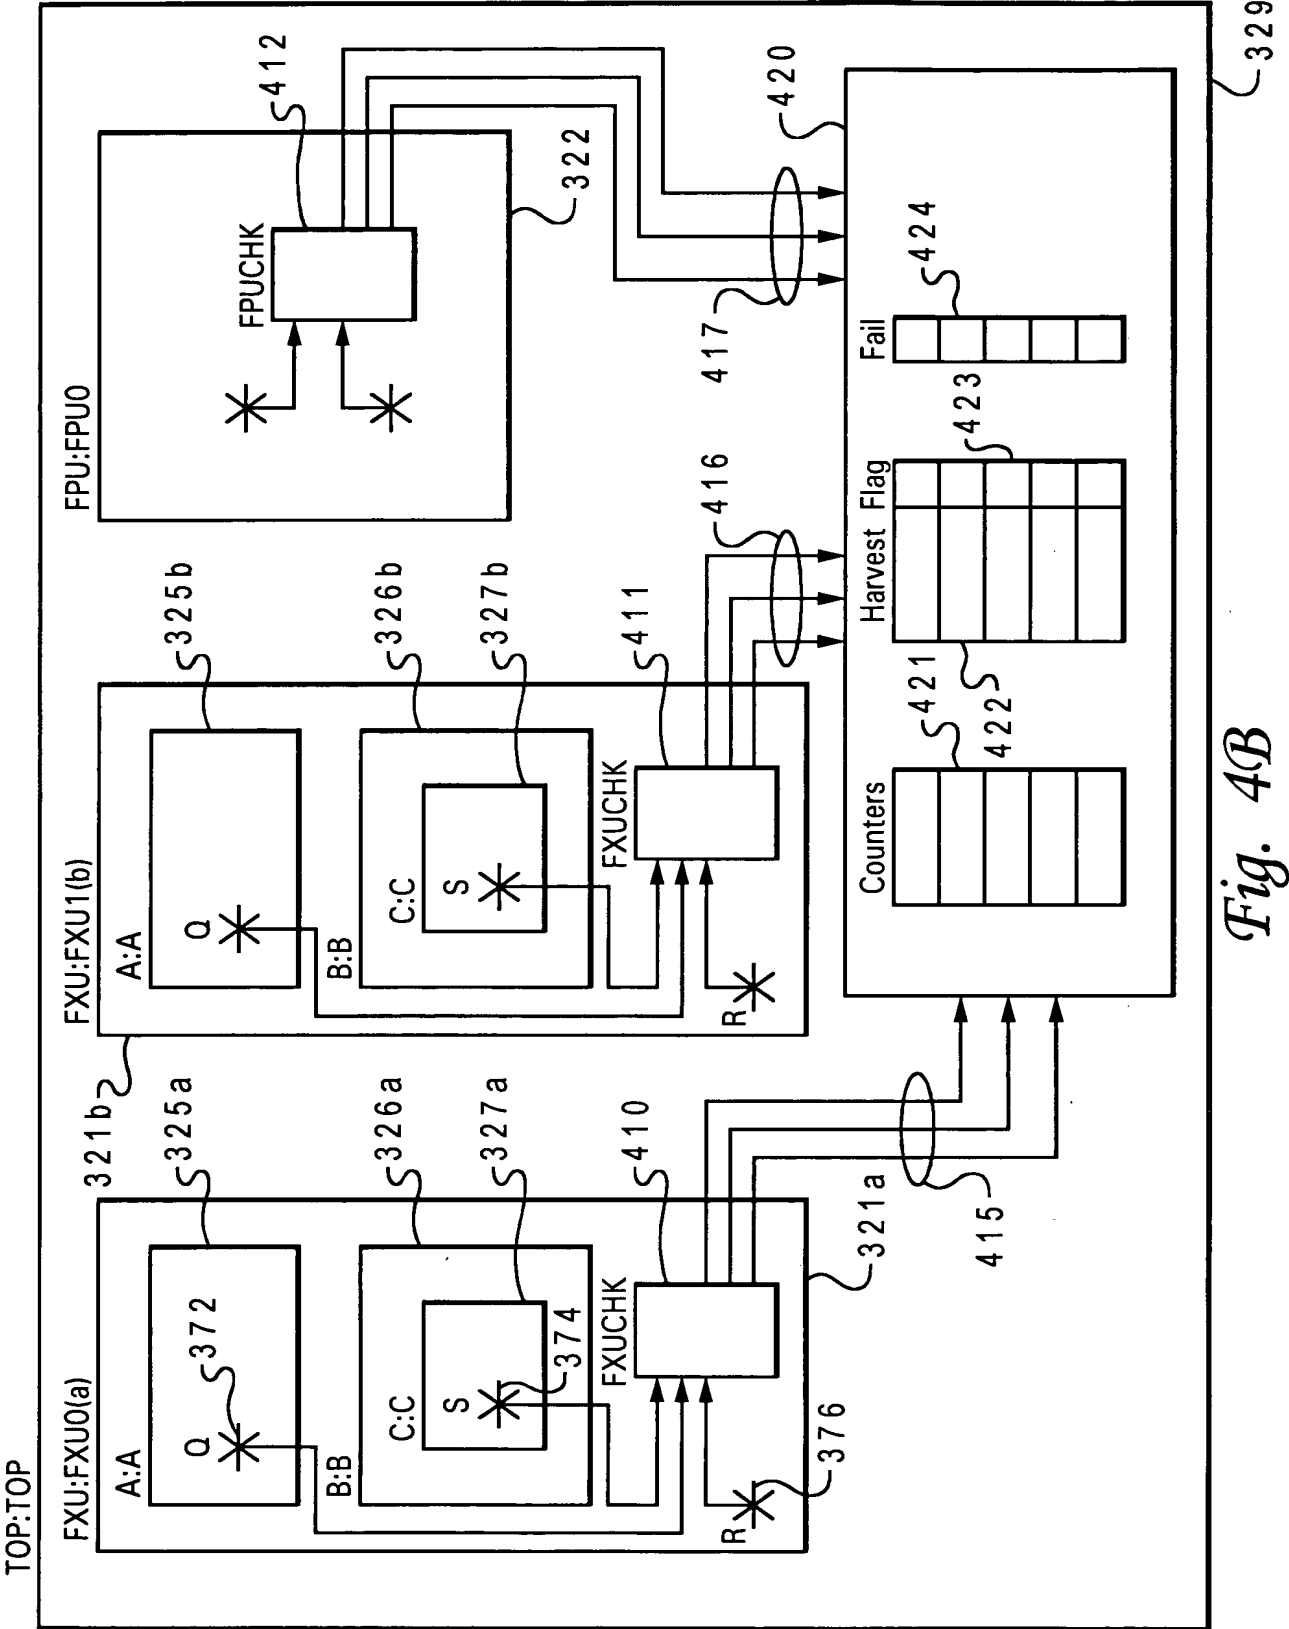 TOP:TOP
FXU:FXU0(a)
A:A
Q
372
325a
B:B
C:C
S
374
326a
327a
FXUCHK
410
R
376
321a
415
321b
FXU:FXU1(b)
A:A
Q
325b
B:B
C:C
S
326b
327b
FXUCHK
411
R
416
FPU:FPU0
FPUCHK
412
322
417
420
Counters
421
Harvest
Flag
422
423
Fail
424
329
Fig. 4B